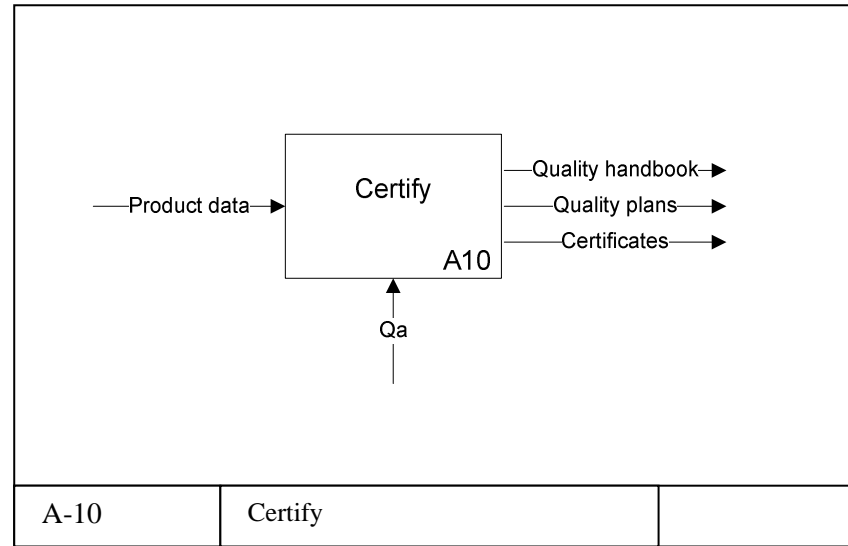 Quality handbook
Product data
Certify
Quality plans
Certificates
A10
Qa
A-10
Certify